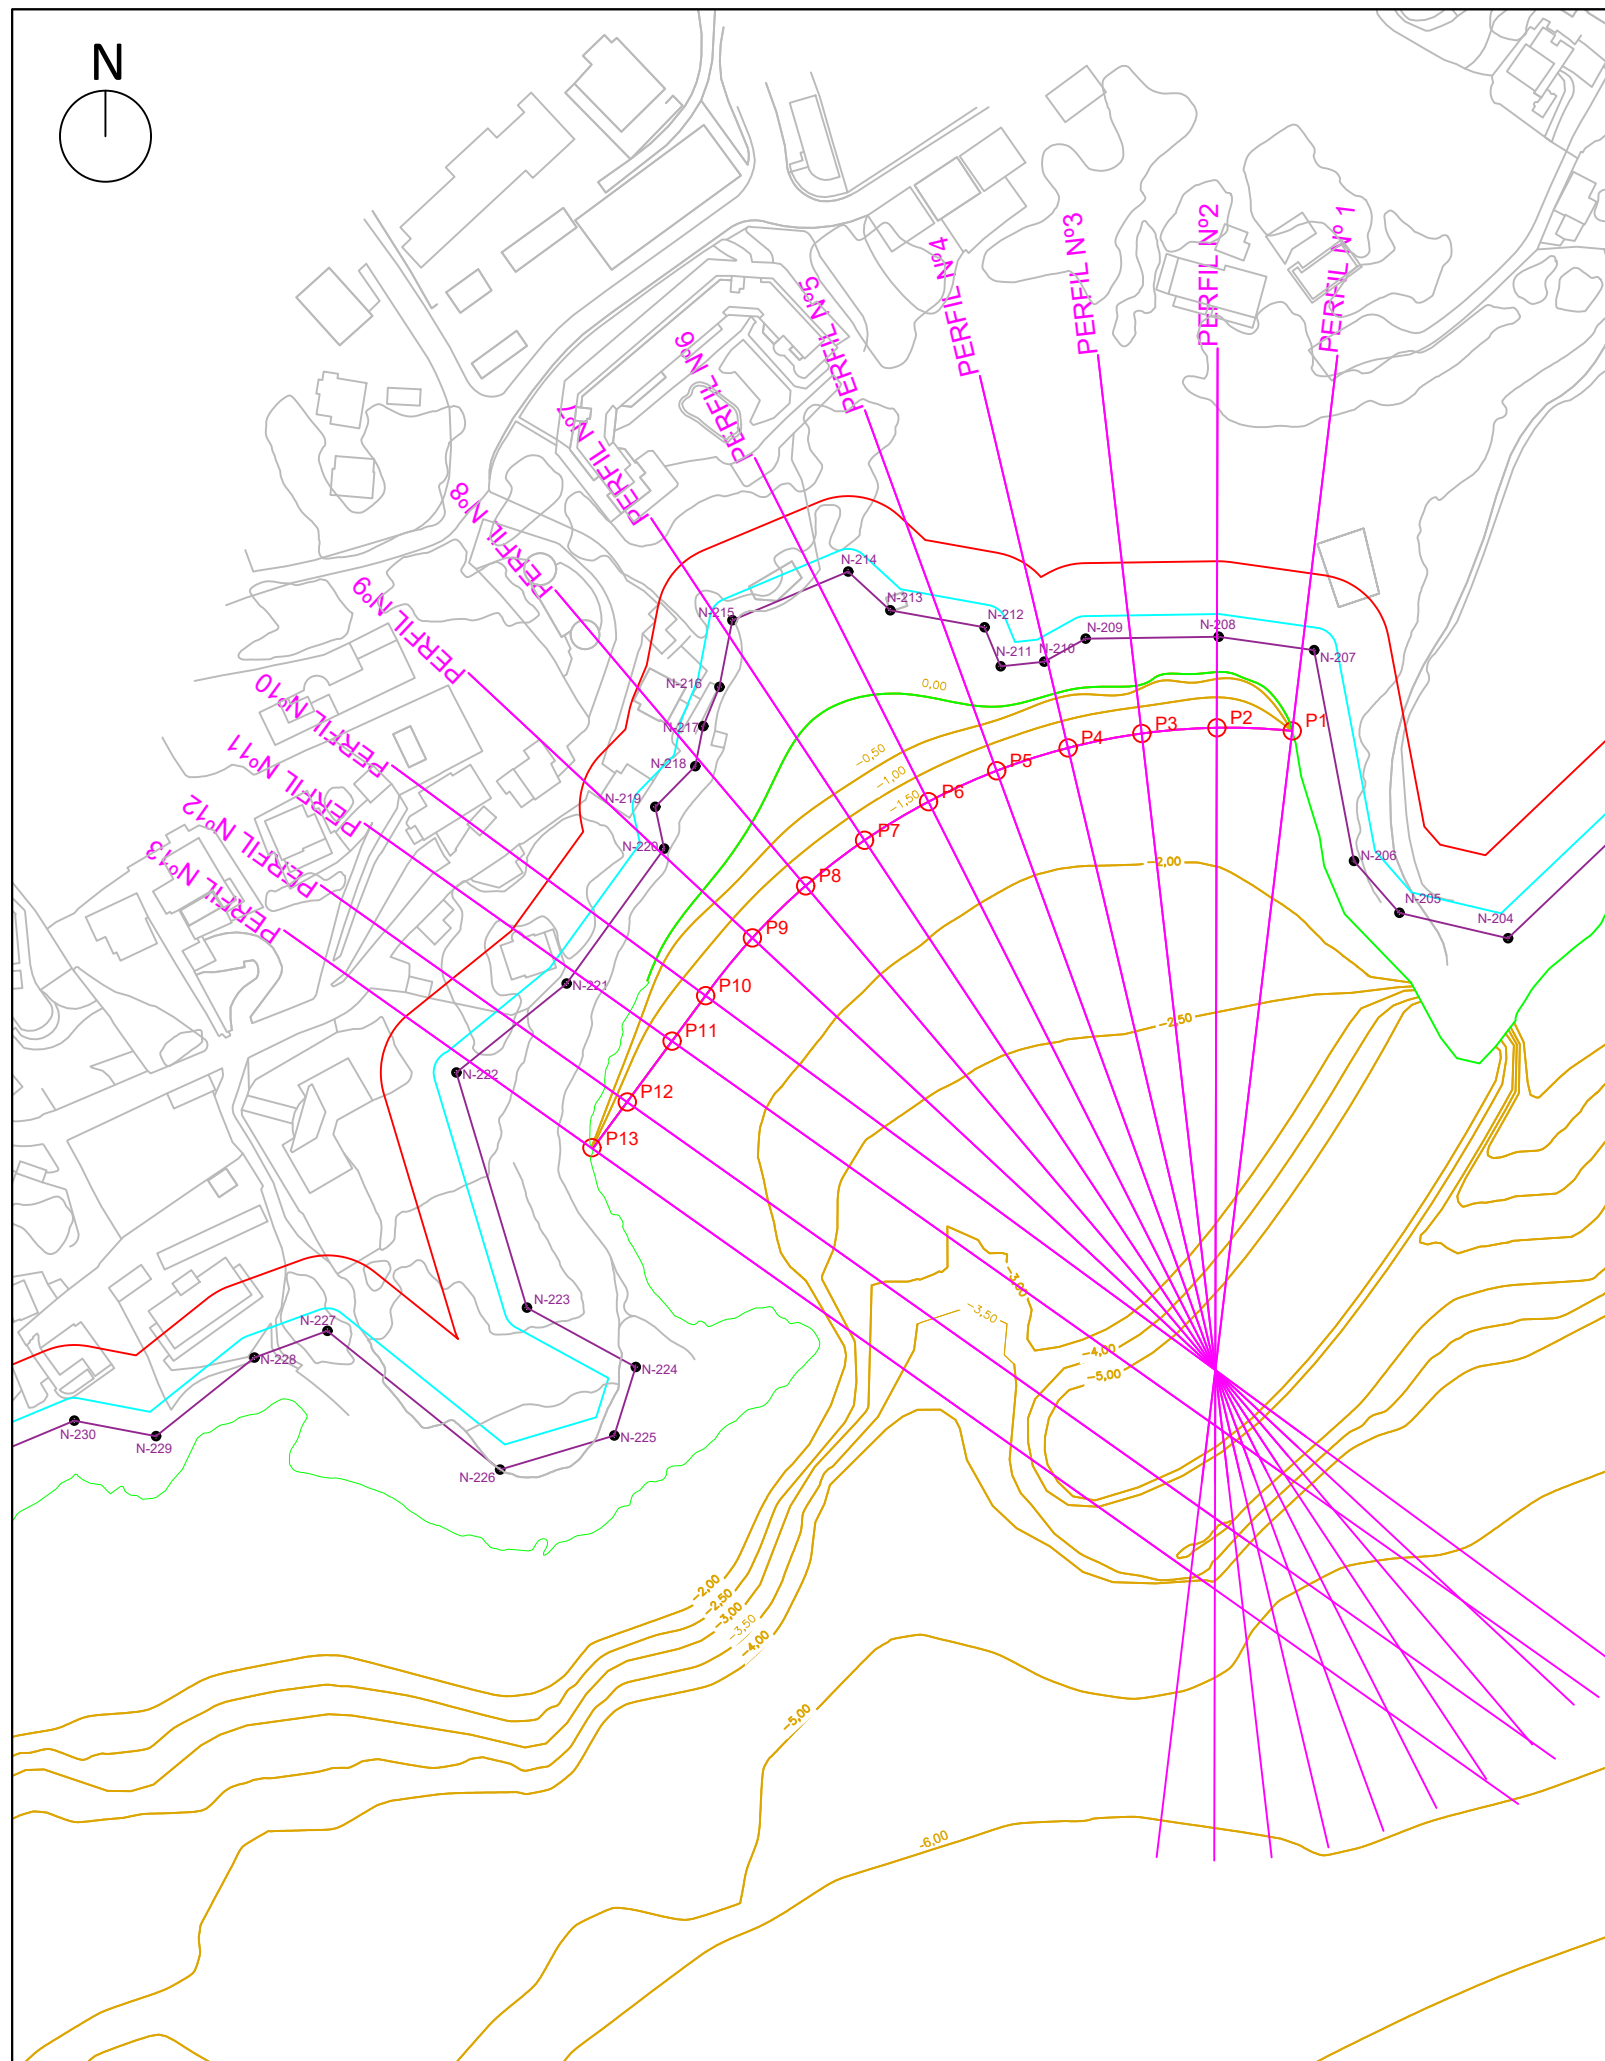 N
PERFIL Nº 1
PERFIL Nº2
PERFIL Nº3
PERFIL Nº4
PERFIL Nº5
PERFIL Nº6
PERFIL Nº7
PERFIL Nº8
PERFIL Nº9
PERFIL Nº10
PERFIL Nº11
PERFIL Nº12
PERFIL Nº13
N-214
N-213
N-215
N-212
N-211
N-210
N-209
N-208
N-207
N-216
N-217
N-218
N-219
N-220
N-206
N-205
N-204
N-221
N-222
N-223
N-224
N-225
N-226
N-227
N-228
N-229
N-230
P1
P2
P3
P4
P5
P6
P7
P8
P9
P10
P11
P12
P13
0,00
-0,50
-1,00
-1,50
-2,00
-2,50
-3,00
-3,50
-4,00
-5,00
-2,00
-2,50
-3,00
-3,50
-4,00
-5,00
-6,00